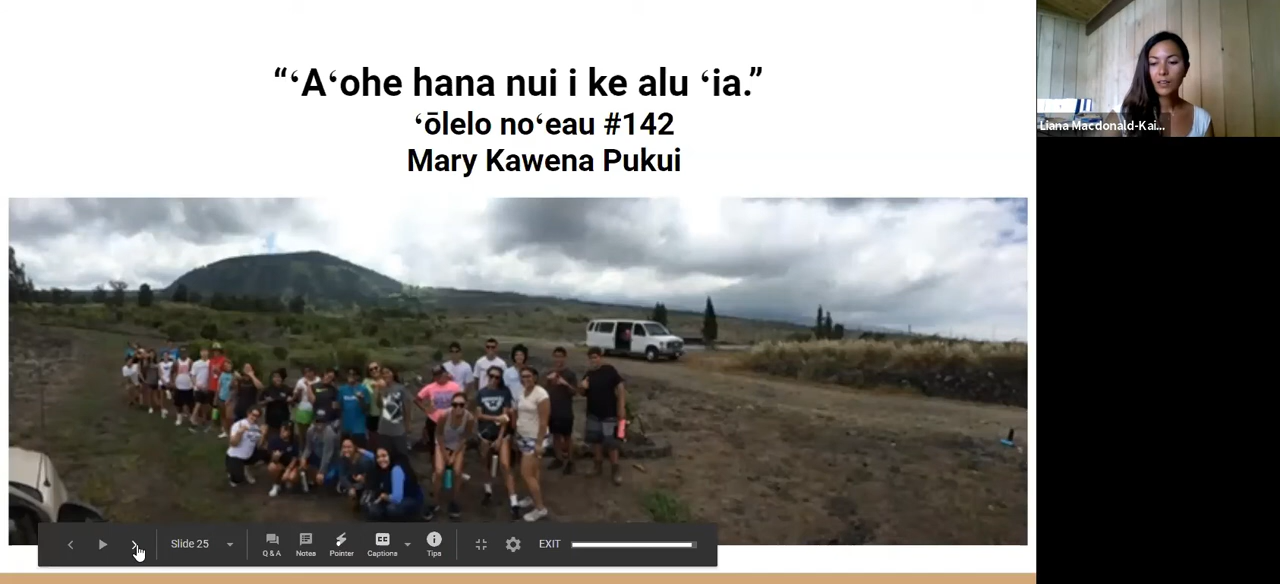 “ʻAʻohe hana nui i ke alu ʻia.”
ʻōlelo noʻeau #142
Mary Kawena Pukui
Liana Macdonald-Kai...
Slide 25
Q & A
Notes
Pointer
Captions
Tips
EXIT